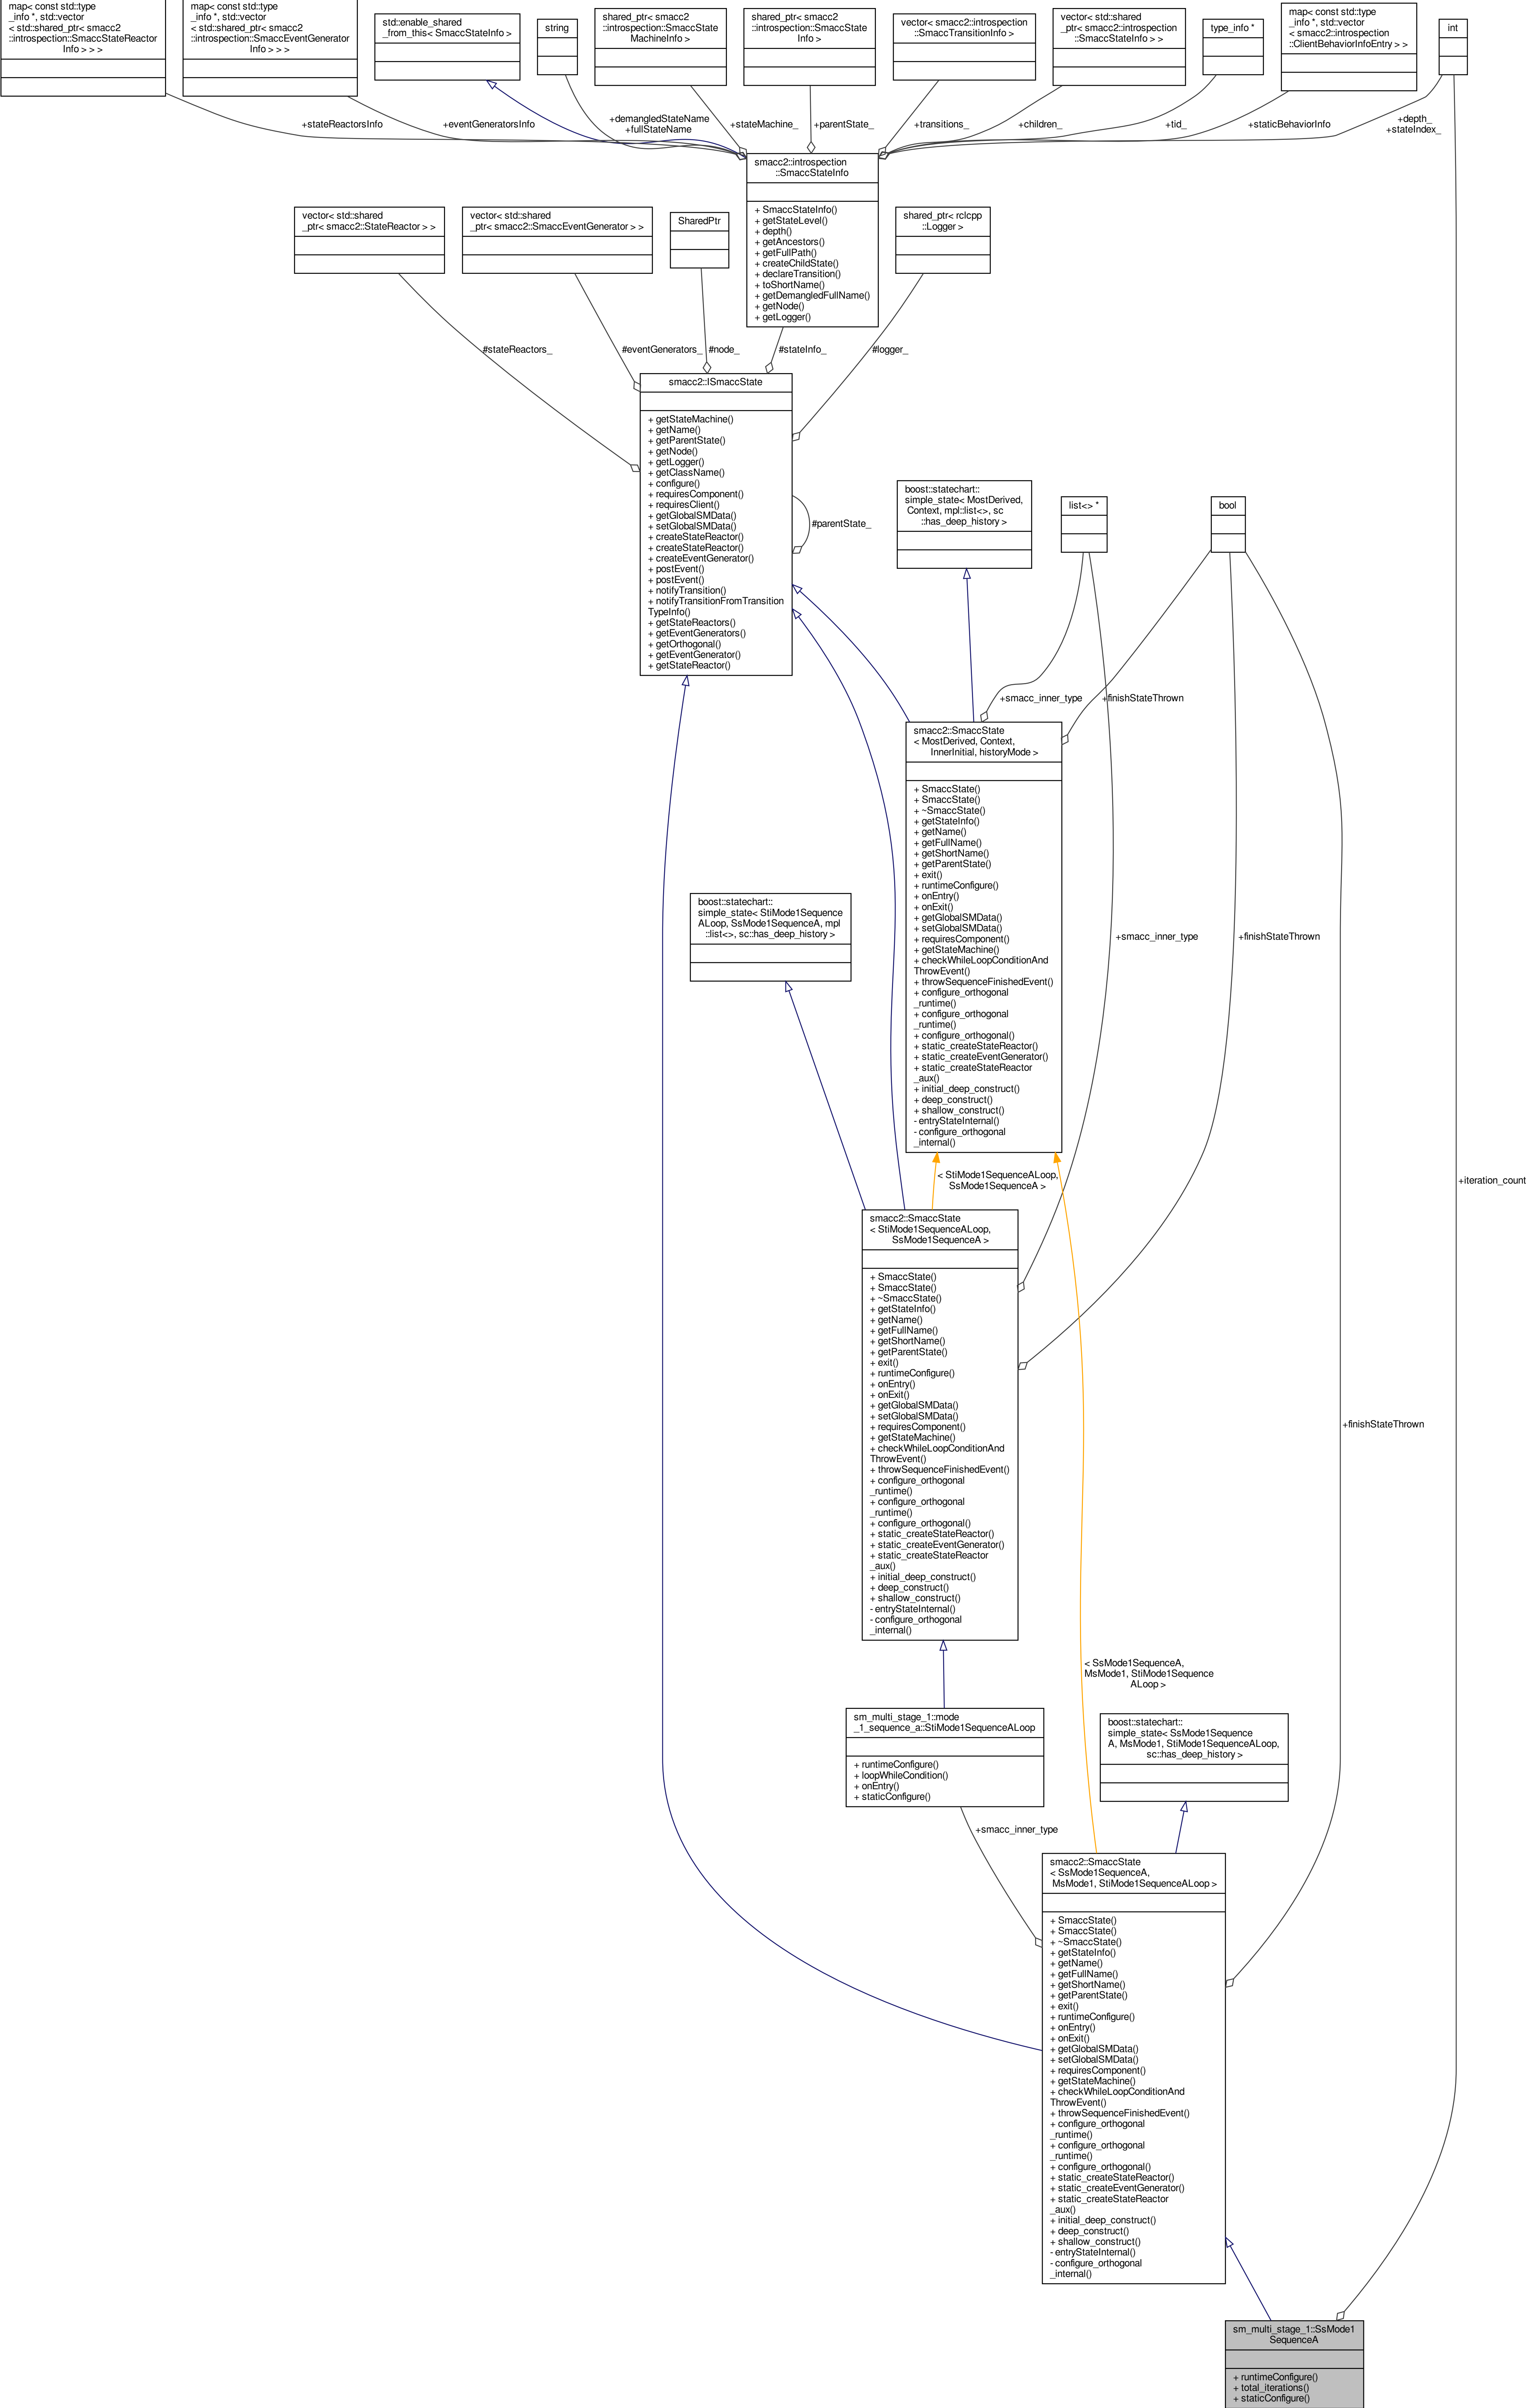 map< const std::type
_info *, std::vector
< std::shared_ptr< smacc2
::introspection::SmaccStateReactor
Info > > >
map< const std::type
_info *, std::vector
< std::shared_ptr< smacc2
::introspection::SmaccEventGenerator
Info > > >
std::enable_shared
_from_this< SmaccStateInfo >
string
shared_ptr< smacc2
::introspection::SmaccState
MachineInfo >
shared_ptr< smacc2
::introspection::SmaccState
Info >
vector< smacc2::introspection
::SmaccTransitionInfo >
vector< std::shared
_ptr< smacc2::introspection
::SmaccStateInfo > >
type_info *
map< const std::type
_info *, std::vector
< smacc2::introspection
::ClientBehaviorInfoEntry > >
int
+stateReactorsInfo
+eventGeneratorsInfo
+demangledStateName
+fullStateName
+stateMachine_
+parentState_
+transitions_
+children_
+tid_
+staticBehaviorInfo
+depth_
+stateIndex_
smacc2::introspection
::SmaccStateInfo
+ SmaccStateInfo()
+ getStateLevel()
+ depth()
+ getAncestors()
+ getFullPath()
+ createChildState()
+ declareTransition()
+ toShortName()
+ getDemangledFullName()
+ getNode()
+ getLogger()
vector< std::shared
_ptr< smacc2::StateReactor > >
vector< std::shared
_ptr< smacc2::SmaccEventGenerator > >
SharedPtr
shared_ptr< rclcpp
::Logger >
#stateReactors_
#eventGenerators_
#node_
#stateInfo_
#logger_
smacc2::ISmaccState
+ getStateMachine()
+ getName()
+ getParentState()
+ getNode()
+ getLogger()
+ getClassName()
+ configure()
+ requiresComponent()
+ requiresClient()
+ getGlobalSMData()
+ setGlobalSMData()
+ createStateReactor()
+ createStateReactor()
+ createEventGenerator()
+ postEvent()
+ postEvent()
+ notifyTransition()
+ notifyTransitionFromTransition
TypeInfo()
+ getStateReactors()
+ getEventGenerators()
+ getOrthogonal()
+ getEventGenerator()
+ getStateReactor()
#parentState_
boost::statechart::
simple_state< MostDerived,
Context, mpl::list<>, sc
::has_deep_history >
list<> *
bool
+smacc_inner_type
+finishStateThrown
smacc2::SmaccState
< MostDerived, Context,
InnerInitial, historyMode >
+ SmaccState()
+ SmaccState()
+ ~SmaccState()
+ getStateInfo()
+ getName()
+ getFullName()
+ getShortName()
+ getParentState()
+ exit()
+ runtimeConfigure()
+ onEntry()
+ onExit()
+ getGlobalSMData()
+ setGlobalSMData()
+ requiresComponent()
+ getStateMachine()
+ checkWhileLoopConditionAnd
ThrowEvent()
+ throwSequenceFinishedEvent()
+ configure_orthogonal
_runtime()
+ configure_orthogonal
_runtime()
+ configure_orthogonal()
+ static_createStateReactor()
+ static_createEventGenerator()
+ static_createStateReactor
_aux()
+ initial_deep_construct()
+ deep_construct()
+ shallow_construct()
- entryStateInternal()
- configure_orthogonal
_internal()
boost::statechart::
simple_state< StiMode1Sequence
ALoop, SsMode1SequenceA, mpl
::list<>, sc::has_deep_history >
+smacc_inner_type
+finishStateThrown
< StiMode1SequenceALoop,
SsMode1SequenceA >
+iteration_count
smacc2::SmaccState
< StiMode1SequenceALoop,
SsMode1SequenceA >
+ SmaccState()
+ SmaccState()
+ ~SmaccState()
+ getStateInfo()
+ getName()
+ getFullName()
+ getShortName()
+ getParentState()
+ exit()
+ runtimeConfigure()
+ onEntry()
+ onExit()
+ getGlobalSMData()
+ setGlobalSMData()
+ requiresComponent()
+ getStateMachine()
+ checkWhileLoopConditionAnd
ThrowEvent()
+ throwSequenceFinishedEvent()
+ configure_orthogonal
_runtime()
+ configure_orthogonal
_runtime()
+ configure_orthogonal()
+ static_createStateReactor()
+ static_createEventGenerator()
+ static_createStateReactor
_aux()
+ initial_deep_construct()
+ deep_construct()
+ shallow_construct()
- entryStateInternal()
- configure_orthogonal
_internal()
+finishStateThrown
< SsMode1SequenceA,
MsMode1, StiMode1Sequence
ALoop >
sm_multi_stage_1::mode
_1_sequence_a::StiMode1SequenceALoop
+ runtimeConfigure()
+ loopWhileCondition()
+ onEntry()
+ staticConfigure()
boost::statechart::
simple_state< SsMode1Sequence
A, MsMode1, StiMode1SequenceALoop,
sc::has_deep_history >
+smacc_inner_type
smacc2::SmaccState
< SsMode1SequenceA,
MsMode1, StiMode1SequenceALoop >
+ SmaccState()
+ SmaccState()
+ ~SmaccState()
+ getStateInfo()
+ getName()
+ getFullName()
+ getShortName()
+ getParentState()
+ exit()
+ runtimeConfigure()
+ onEntry()
+ onExit()
+ getGlobalSMData()
+ setGlobalSMData()
+ requiresComponent()
+ getStateMachine()
+ checkWhileLoopConditionAnd
ThrowEvent()
+ throwSequenceFinishedEvent()
+ configure_orthogonal
_runtime()
+ configure_orthogonal
_runtime()
+ configure_orthogonal()
+ static_createStateReactor()
+ static_createEventGenerator()
+ static_createStateReactor
_aux()
+ initial_deep_construct()
+ deep_construct()
+ shallow_construct()
- entryStateInternal()
- configure_orthogonal
_internal()
sm_multi_stage_1::SsMode1
SequenceA
+ runtimeConfigure()
+ total_iterations()
+ staticConfigure()